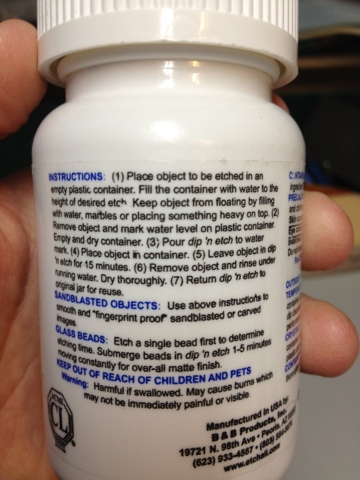 INSTRUCTIONS: (1) Place object to be etched in an
empty plastic container. Fill the container with water to the
height of desired etch. Keep object from floating by filling
with water, marbles or placing something heavy on top. (2)
Remove object and mark water level on plastic container.
Empty and dry container. (3) Pour dip 'n etch to water
mark. (4) Place object in container. (5) Leave object in dip
'n etch for 15 minutes. (6) Remove object and rinse under
running water. Dry thoroughly. (7) Return dip 'n etch to
original jar for reuse.
SANDBLASTED OBJECTS: Use above instructions to
smooth and "fingerprint proof" sandblasted or carved
images.
GLASS BEADS: Etch a single bead first to determine
etching time. Submerge beads in dip 'n etch 1-5 minutes
moving constantly for over-all matte finish.
KEEP OUT OF REACH OF CHILDREN AND PETS
Warning: Harmful if swallowed. May cause burns which
may not be immediately painful or visible.
CL
Manufactured in USA by:
B & B Products, Inc.
19721 N. 98th Ave • Peoria, AZ
(623) 933-4567 •
www.etchall.com